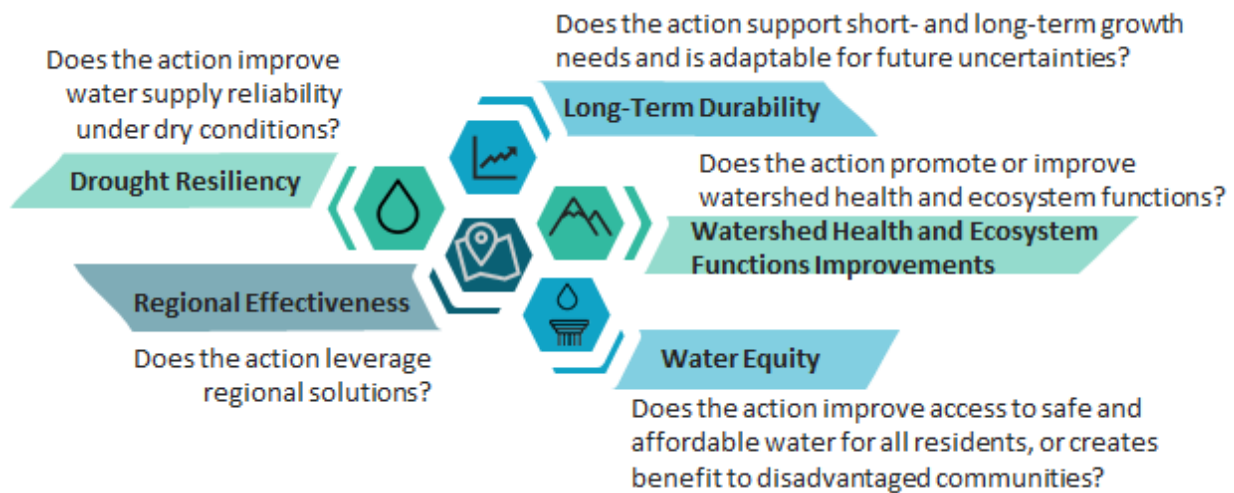 Does the action improve
water supply reliability
under dry conditions?
Drought Resiliency
Does the action support short- and long-term growth
needs and is adaptable for future uncertainties?
Long-Term Durability
Does the action promote or improve
watershed health and ecosystem functions?
Watershed Health and Ecosystem
Functions Improvements
Regional Effectiveness
Does the action leverage
regional solutions?
Water Equity
Does the action improve access to safe and
affordable water for all residents, or creates
benefit to disadvantaged communities?